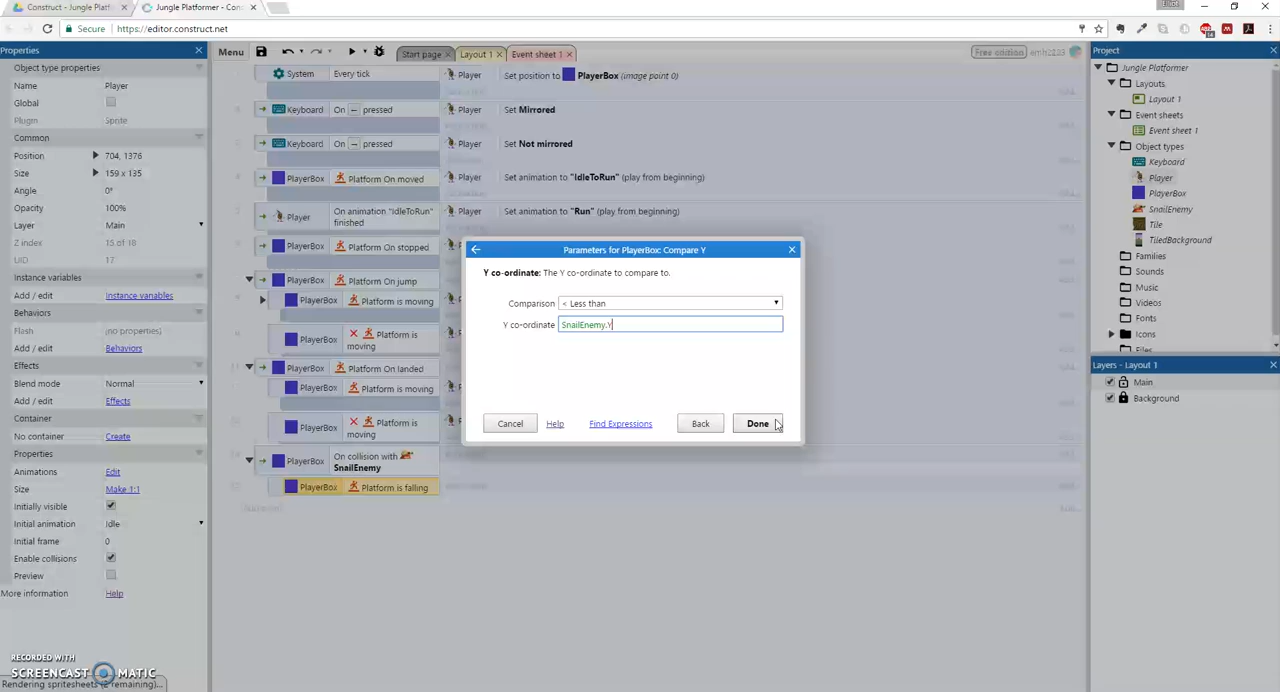 Construct - Jungle Platf
Jungle Platformer - Cons
Elliot
Secure
https://editor.construct.net
Properties
Menu
Start page
Layout 1
Event sheet 1
Free edition
Project
Object type properties
Name
Player
Global
Plugin
Sprite
Common
Position
704, 1376
Size
159 x 135
Angle
0°
Opacity
100%
Layer
Main
Z index
15 of 18
UID
17
Instance variables
Add / edit
Instance variables
Behaviors
Flash
(no properties)
Add / edit
Behaviors
Effects
Blend mode
Normal
Add / edit
Effects
Container
No container
Create
Properties
Animations
Edit
Size
Make 1:1
Initially visible
Initial animation
Idle
Initial frame
0
Enable collisions
Preview
More information
Help
RECORDED WITH
SCREENCAST MATIC
Rendering spritesheets (2 remaining)...
System
Every tick
Player
Set position to PlayerBox (image point 0)
Keyboard
On ← pressed
Player
Set Mirrored
Keyboard
On → pressed
Player
Set Not mirrored
PlayerBox
Platform On moved
Player
Set animation to "IdleToRun" (play from beginning)
Player
On animation "IdleToRun"
finished
Player
Set animation to "Run" (play from beginning)
PlayerBox
Platform On stopped
PlayerBox
Platform On jump
PlayerBox
Platform is moving
PlayerBox
Platform is
moving
PlayerBox
Platform On landed
PlayerBox
Platform is moving
PlayerBox
Platform is
moving
PlayerBox
On collision with
SnailEnemy
PlayerBox
Platform is falling
Parameters for PlayerBox: Compare Y
Y co-ordinate: The Y co-ordinate to compare to.
Comparison
< Less than
Y co-ordinate
SnailEnemy.Y
Cancel
Help
Find Expressions
Back
Done
Jungle Platformer
Layouts
Layout 1
Event sheets
Event sheet 1
Object types
Keyboard
Player
PlayerBox
SnailEnemy
Tile
TiledBackground
Families
Sounds
Music
Videos
Fonts
Icons
Files
Layers - Layout 1
Main
Background